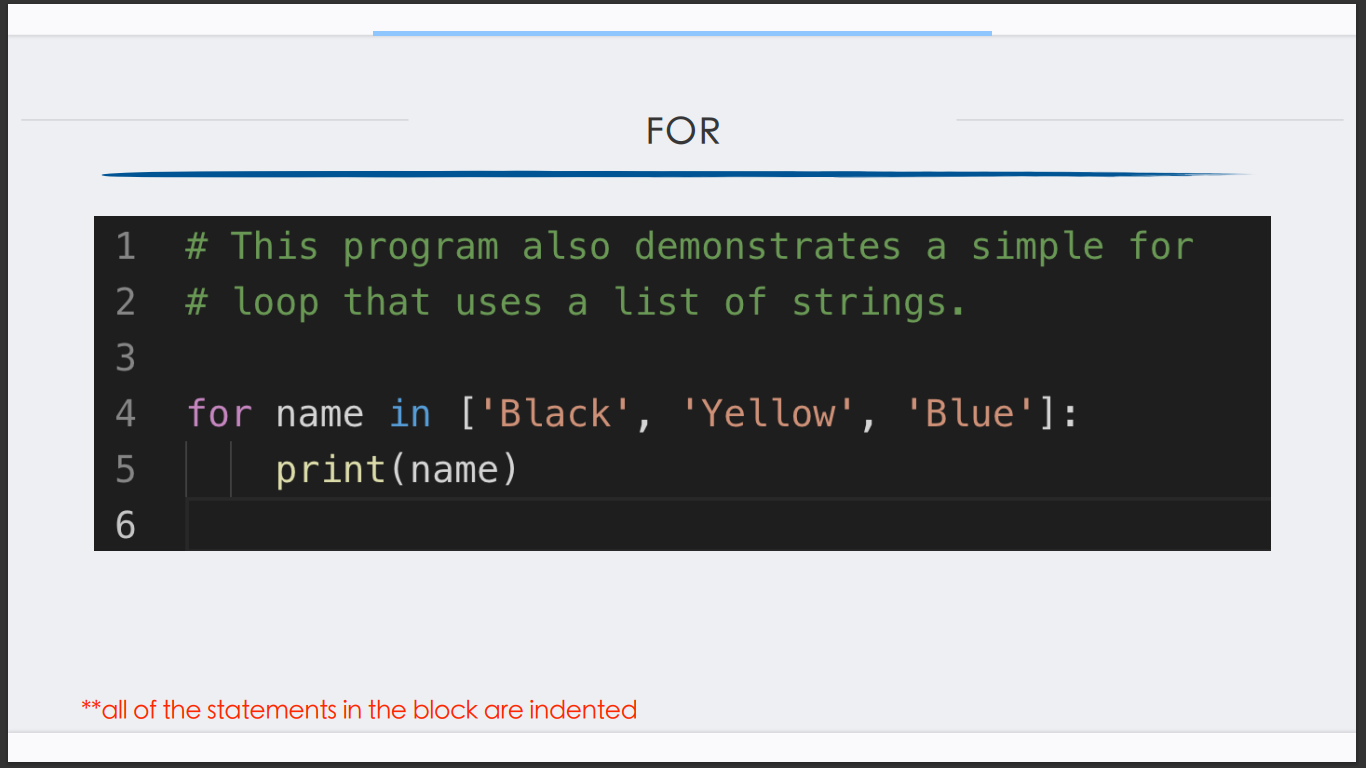 FOR
1 # This program also demonstrates a simple for
2 # loop that uses a list of strings.
3
4 for name in ['Black', 'Yellow', 'Blue']:
5     print(name)
6
**all of the statements in the block are indented